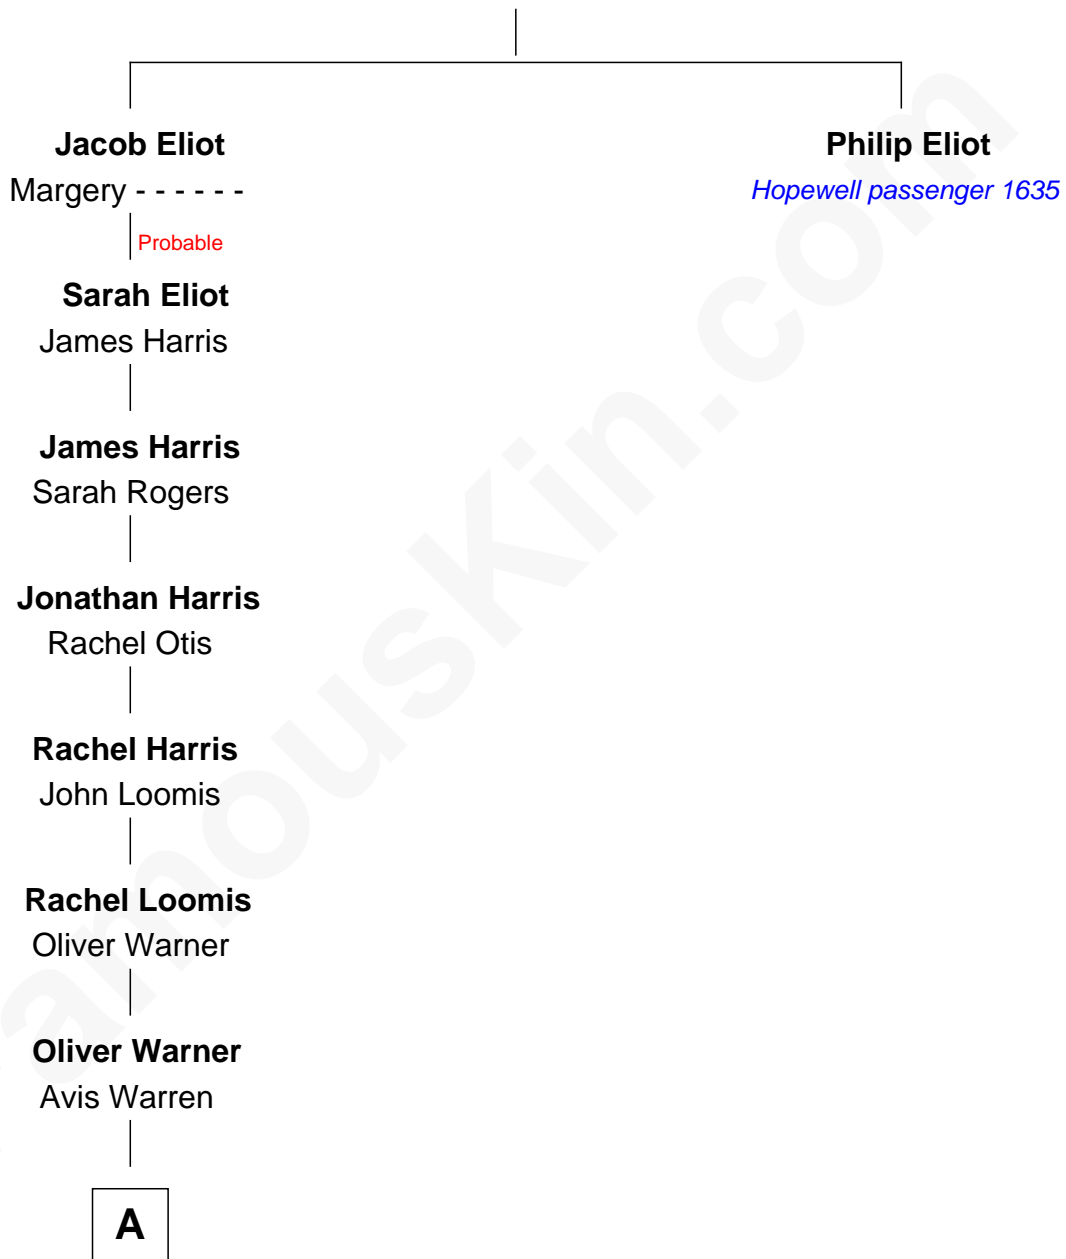 Jacob Eliot
Philip Eliot
Margery - - - - - -
Hopewell passenger 1635
Probable
Sarah Eliot
James Harris
James Harris
Sarah Rogers
Jonathan Harris
Rachel Otis
Rachel Harris
John Loomis
Rachel Loomis
Oliver Warner
Oliver Warner
Avis Warren
A
FamousKin.com